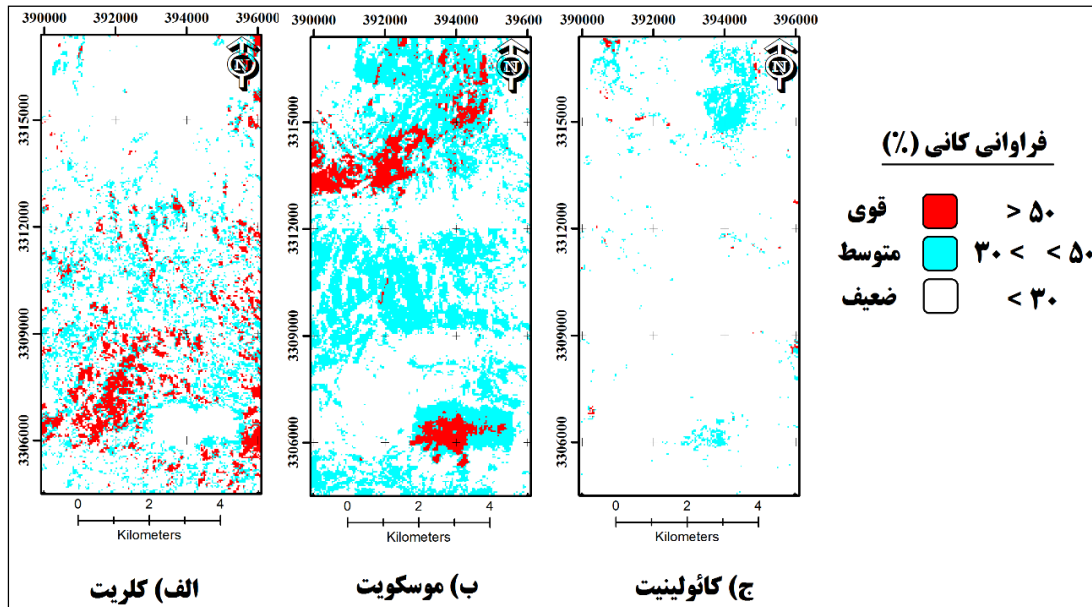 390000 392000 394000 396000
390000 392000 394000 396000
390000 392000 394000 396000
N
N
N
3315000
3312000
3309000
3306000
3315000
3312000
3309000
3306000
3315000
3312000
3309000
3306000
فراوانی کانی (٪)
قوی > ۵۰
متوسط ۳۰ < > ۵۰
ضعیف < ۳۰
0 2 4
Kilometers
0 2 4
Kilometers
0 2 4
Kilometers
الف) کلریت
ب) موسکویت
ج) کائولینیت